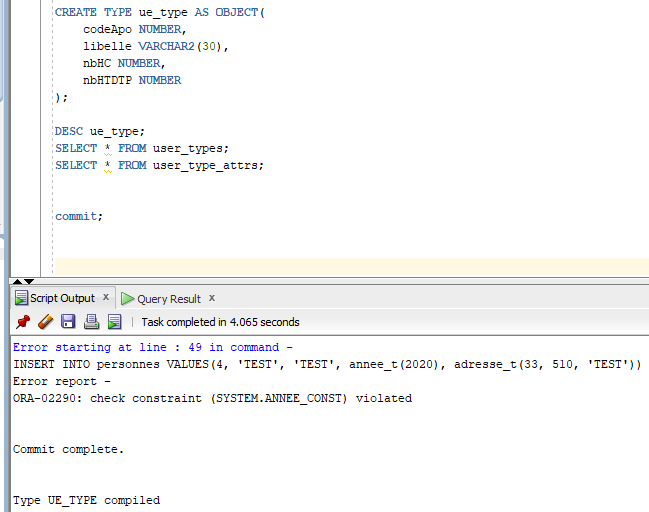 CREATE TYPE ue_type AS OBJECT(
codeApo NUMBER,
libelle VARCHAR2(30),
nbHC NUMBER,
nbHTDTP NUMBER
);
DESC ue_type;
SELECT * FROM user_types;
SELECT * FROM user_type_attrs;
commit;
Script Output x
Query Result x
Task completed in 4.065 seconds
Error starting at line : 49 in command -
INSERT INTO personnes VALUES(4, 'TEST', 'TEST', annee_t(2020), adresse_t(33, 510, 'TEST'))
Error report -
ORA-02290: check constraint (SYSTEM.ANNEE_CONST) violated
Commit complete.
Type UE_TYPE compiled